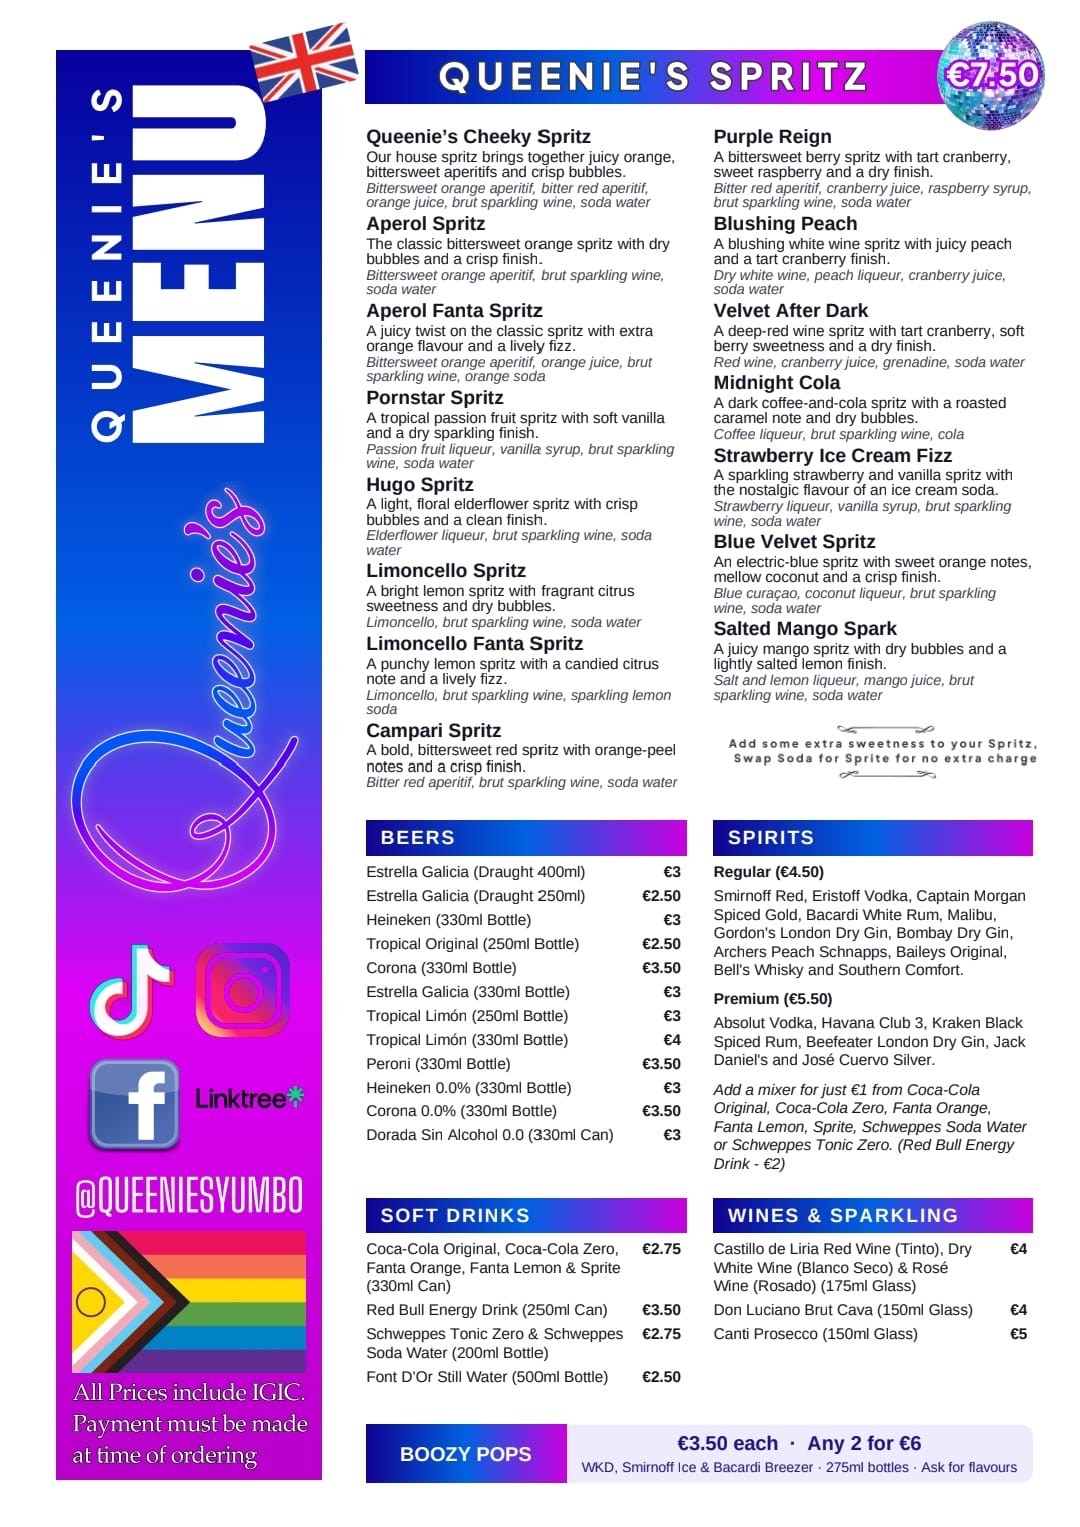 QUEENIE'S
MENU
Queenie's
Linktree
@QUEENIESYUMBO
All Prices include IGIC.
Payment must be made
at time of ordering
QUEENIE'S SPRITZ
€7.50
Queenie’s Cheeky Spritz
Our house spritz brings together juicy orange,
bittersweet aperitifs and crisp bubbles.
Bittersweet orange aperitif, bitter red aperitif,
orange juice, brut sparkling wine, soda water
Aperol Spritz
The classic bittersweet orange spritz with dry
bubbles and a crisp finish.
Bittersweet orange aperitif, brut sparkling wine,
soda water
Aperol Fanta Spritz
A juicy twist on the classic spritz with extra
orange flavour and a lively fizz.
Bittersweet orange aperitif, orange juice, brut
sparkling wine, orange soda
Pornstar Spritz
A tropical passion fruit spritz with soft vanilla
and a dry sparkling finish.
Passion fruit liqueur, vanilla syrup, brut sparkling
wine, soda water
Hugo Spritz
A light, floral elderflower spritz with crisp
bubbles and a clean finish.
Elderflower liqueur, brut sparkling wine, soda
water
Limoncello Spritz
A bright lemon spritz with fragrant citrus
sweetness and dry bubbles.
Limoncello, brut sparkling wine, soda water
Limoncello Fanta Spritz
A punchy lemon spritz with a candied citrus
note and a lively fizz.
Limoncello, brut sparkling wine, sparkling lemon
soda
Campari Spritz
A bold, bittersweet red spritz with orange-peel
notes and a crisp finish.
Bitter red aperitif, brut sparkling wine, soda water
Purple Reign
A bittersweet berry spritz with tart cranberry,
sweet raspberry and a dry finish.
Bitter red aperitif, cranberry juice, raspberry syrup,
brut sparkling wine, soda water
Blushing Peach
A blushing white wine spritz with juicy peach
and a tart cranberry finish.
Dry white wine, peach liqueur, cranberry juice,
soda water
Velvet After Dark
A deep-red wine spritz with tart cranberry, soft
berry sweetness and a dry finish.
Red wine, cranberry juice, grenadine, soda water
Midnight Cola
A dark coffee-and-cola spritz with a roasted
caramel note and dry bubbles.
Coffee liqueur, brut sparkling wine, cola
Strawberry Ice Cream Fizz
A sparkling strawberry and vanilla spritz with
the nostalgic flavour of an ice cream soda.
Strawberry liqueur, vanilla syrup, brut sparkling
wine, soda water
Blue Velvet Spritz
An electric-blue spritz with sweet orange notes,
mellow coconut and a crisp finish.
Blue curaçao, coconut liqueur, brut sparkling
wine, soda water
Salted Mango Spark
A juicy mango spritz with dry bubbles and a
lightly salted lemon finish.
Salt and lemon liqueur, mango juice, brut
sparkling wine, soda water
Add some extra sweetness to your Spritz,
Swap Soda for Sprite for no extra charge
BEERS
Estrella Galicia (Draught 400ml) €3
Estrella Galicia (Draught 250ml) €2.50
Heineken (330ml Bottle) €3
Tropical Original (250ml Bottle) €2.50
Corona (330ml Bottle) €3.50
Estrella Galicia (330ml Bottle) €3
Tropical Limón (250ml Bottle) €3
Tropical Limón (330ml Bottle) €4
Peroni (330ml Bottle) €3.50
Heineken 0.0% (330ml Bottle) €3
Corona 0.0% (330ml Bottle) €3.50
Dorada Sin Alcohol 0.0 (330ml Can) €3
SPIRITS
Regular (€4.50)
Smirnoff Red, Eristoff Vodka, Captain Morgan
Spiced Gold, Bacardi White Rum, Malibu,
Gordon's London Dry Gin, Bombay Dry Gin,
Archers Peach Schnapps, Baileys Original,
Bell's Whisky and Southern Comfort.
Premium (€5.50)
Absolut Vodka, Havana Club 3, Kraken Black
Spiced Rum, Beefeater London Dry Gin, Jack
Daniel's and José Cuervo Silver.
Add a mixer for just €1 from Coca-Cola
Original, Coca-Cola Zero, Fanta Orange,
Fanta Lemon, Sprite, Schweppes Soda Water
or Schweppes Tonic Zero. (Red Bull Energy
Drink - €2)
SOFT DRINKS
Coca-Cola Original, Coca-Cola Zero, €2.75
Fanta Orange, Fanta Lemon & Sprite
(330ml Can)
Red Bull Energy Drink (250ml Can) €3.50
Schweppes Tonic Zero & Schweppes €2.75
Soda Water (200ml Bottle)
Font D'Or Still Water (500ml Bottle) €2.50
WINES & SPARKLING
Castillo de Liria Red Wine (Tinto), Dry €4
White Wine (Blanco Seco) & Rosé
Wine (Rosado) (175ml Glass)
Don Luciano Brut Cava (150ml Glass) €4
Canti Prosecco (150ml Glass) €5
BOOZY POPS
€3.50 each · Any 2 for €6
WKD, Smirnoff Ice & Bacardi Breezer · 275ml bottles · Ask for flavours